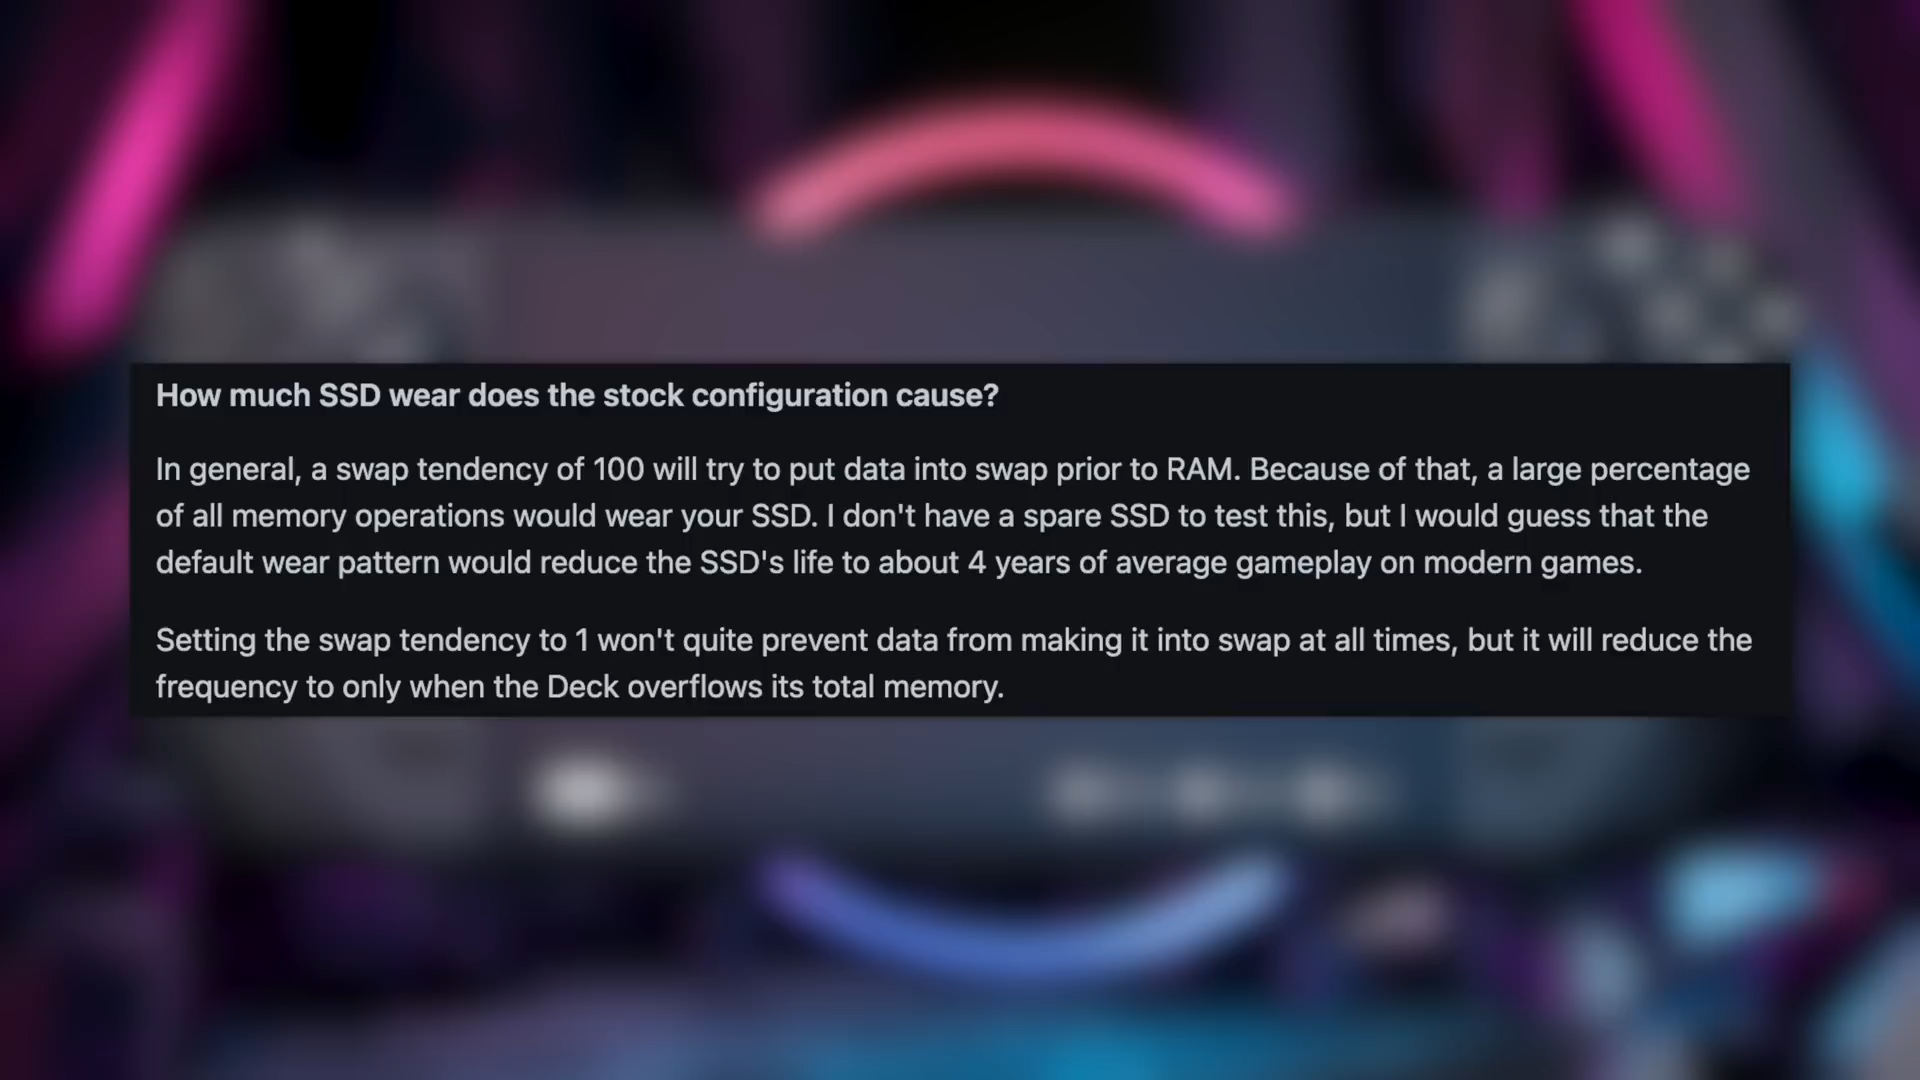 How much SSD wear does the stock configuration cause?
In general, a swap tendency of 100 will try to put data into swap prior to RAM. Because of that, a large percentage
of all memory operations would wear your SSD. I don't have a spare SSD to test this, but I would guess that the
default wear pattern would reduce the SSD's life to about 4 years of average gameplay on modern games.
Setting the swap tendency to 1 won't quite prevent data from making it into swap at all times, but it will reduce the
frequency to only when the Deck overflows its total memory.